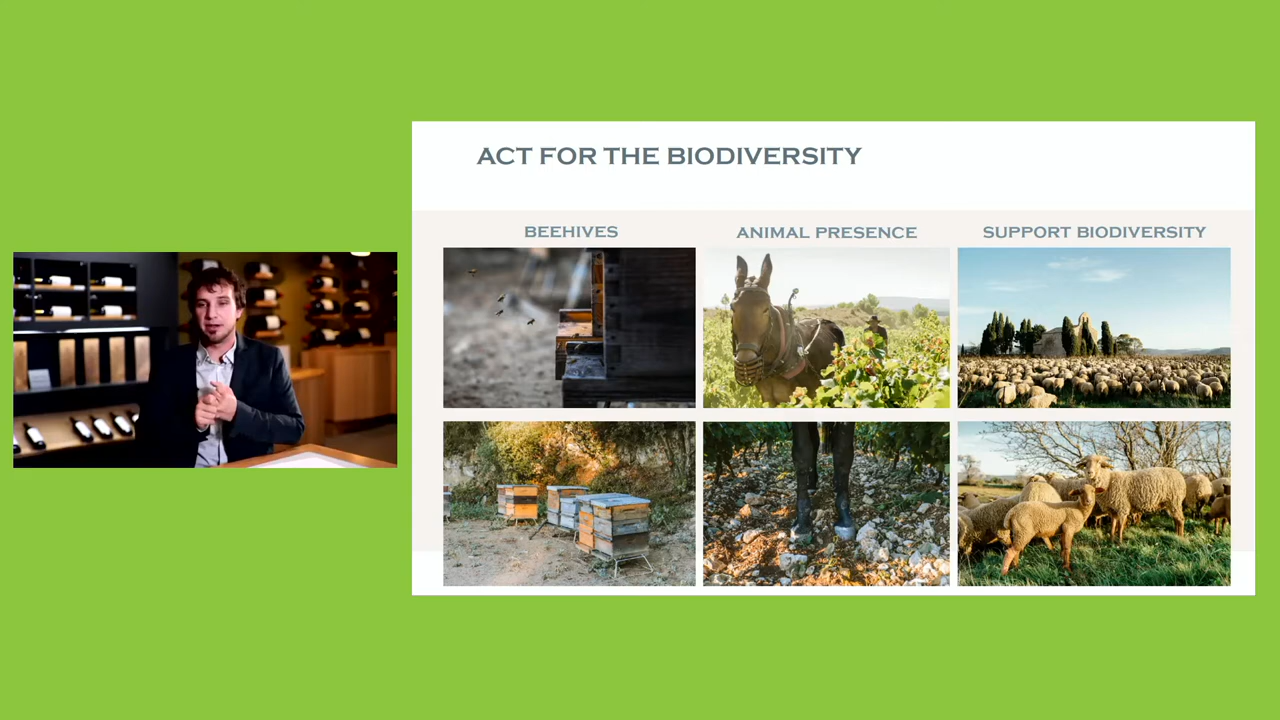 ACT FOR THE BIODIVERSITY
BEEHIVES
ANIMAL PRESENCE
SUPPORT BIODIVERSITY